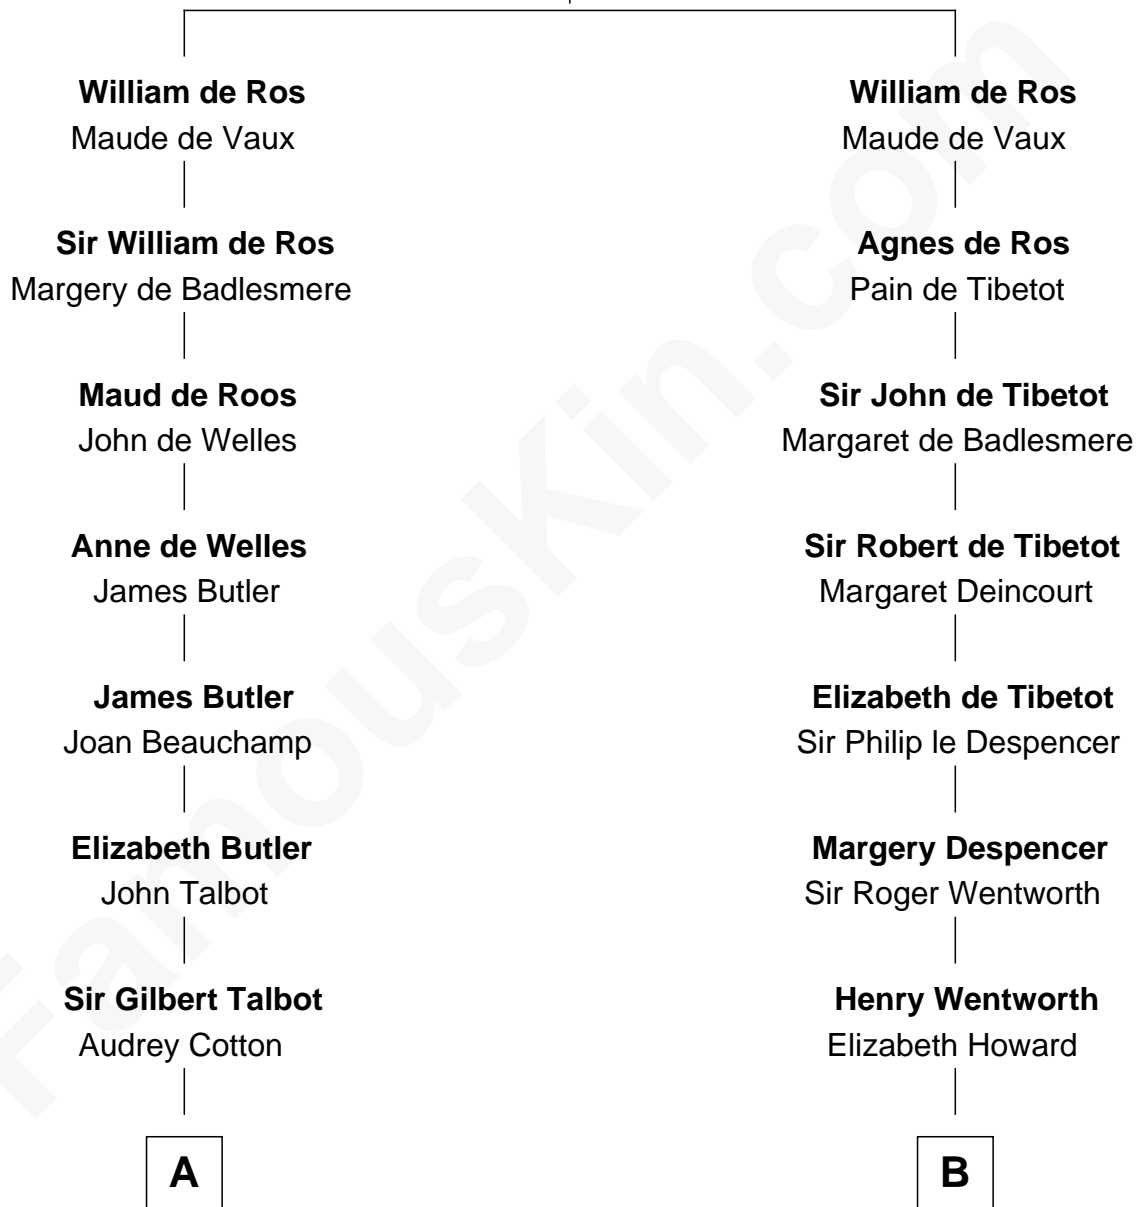 William de Ros
Maude de Vaux
Sir William de Ros
Margery de Badlesmere
Maud de Roos
John de Welles
Anne de Welles
James Butler
James Butler
Joan Beauchamp
Elizabeth Butler
John Talbot
Sir Gilbert Talbot
Audrey Cotton
A
William de Ros
Maude de Vaux
Agnes de Ros
Pain de Tibetot
Sir John de Tibetot
Margaret de Badlesmere
Sir Robert de Tibetot
Margaret Deincourt
Elizabeth de Tibetot
Sir Philip le Despencer
Margery Despencer
Sir Roger Wentworth
Henry Wentworth
Elizabeth Howard
B
FamousKin.com